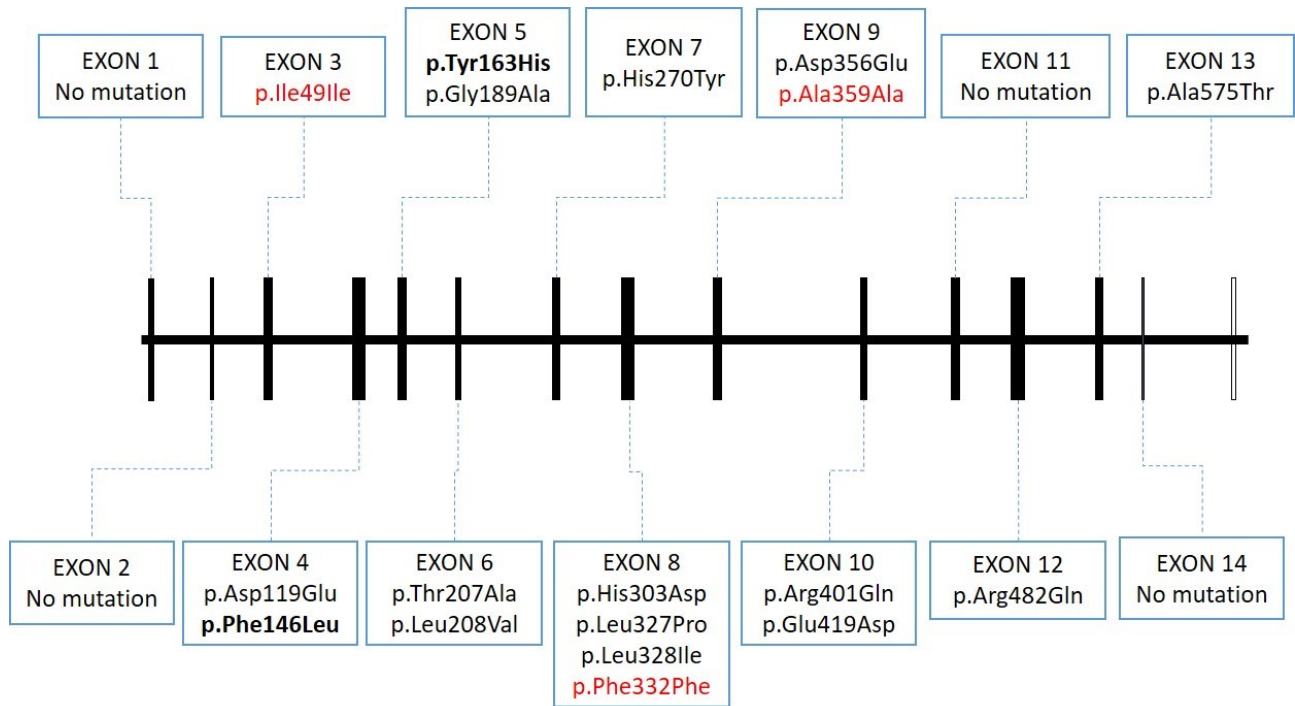 EXON 1
No mutation
EXON 3
p.Ile49Ile
EXON 5
p.Tyr163His
p.Gly189Ala
EXON 7
p.His270Tyr
EXON 9
p.Asp356Glu
p.Ala359Ala
EXON 11
No mutation
EXON 13
p.Ala575Thr
EXON 2
No mutation
EXON 4
p.Asp119Glu
p.Phe146Leu
EXON 6
p.Thr207Ala
p.Leu208Val
EXON 8
p.His303Asp
p.Leu327Pro
p.Leu328Ile
p.Phe332Phe
EXON 10
p.Arg401Gln
p.Glu419Asp
EXON 12
p.Arg482Gln
EXON 14
No mutation